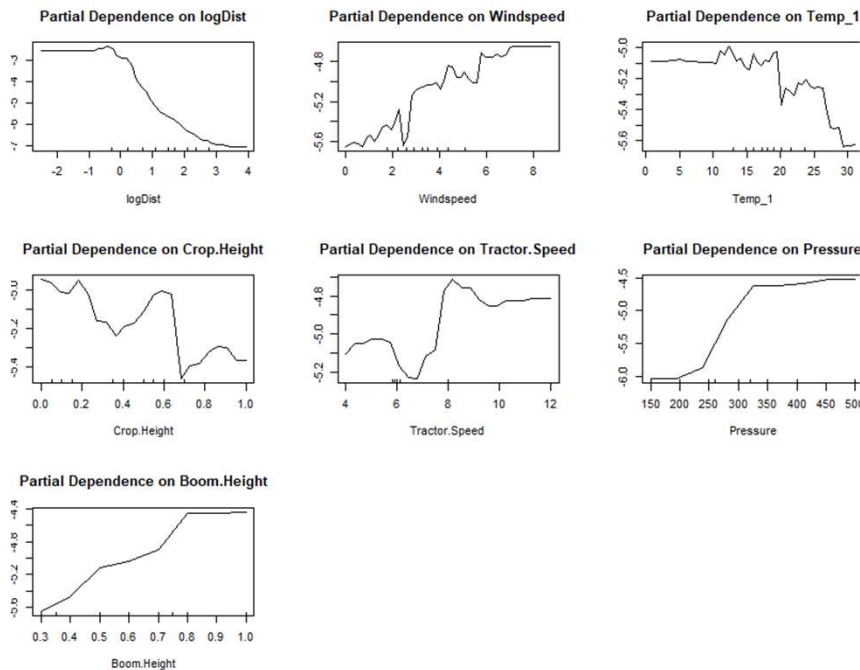 Partial Dependence on logDist
Partial Dependence on Windspeed
Partial Dependence on Temp_1
-3
-4
-5
-6
-7
-4.8
-5.2
-5.6
-5.0
-5.2
-5.4
-5.6
-2 -1 0 1 2 3 4
0 2 4 6 8
0 5 10 15 20 25 30
logDist
Windspeed
Temp_1
Partial Dependence on Crop.Height
Partial Dependence on Tractor.Speed
Partial Dependence on Pressure
-5.0
-5.2
-5.4
-4.8
-5.0
-5.2
-4.5
-5.0
-5.5
-6.0
0.0 0.2 0.4 0.6 0.8 1.0
4 6 8 10 12
150 200 250 300 350 400 450 500
Crop.Height
Tractor.Speed
Pressure
Partial Dependence on Boom.Height
-4.4
-4.8
-5.2
-5.6
0.3 0.4 0.5 0.6 0.7 0.8 0.9 1.0
Boom.Height